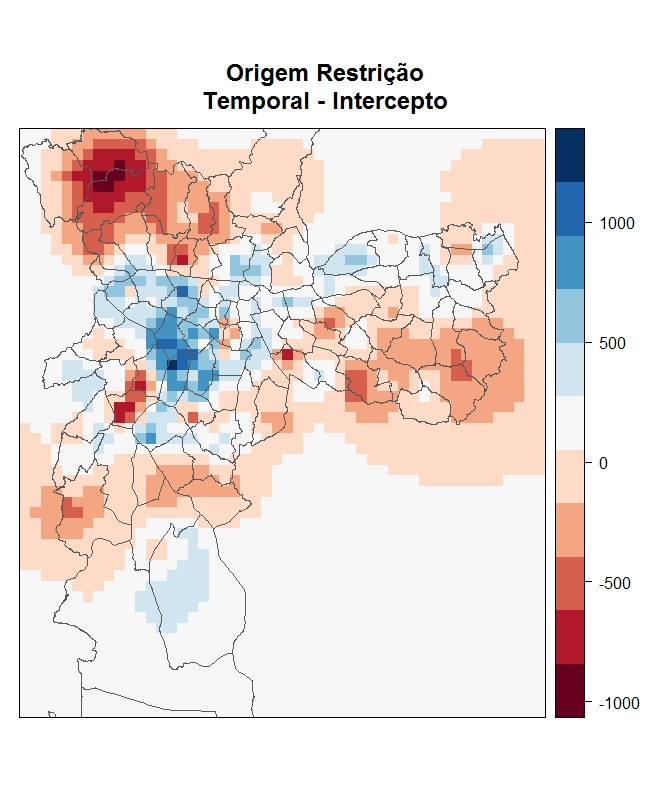 Origem Restrição
Temporal - Intercepto
1000
500
0
-500
-1000